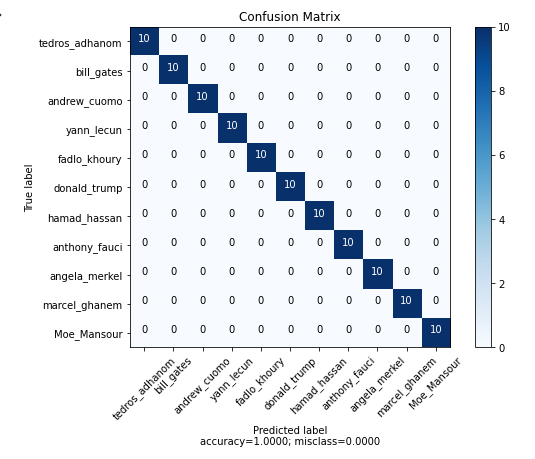 Confusion Matrix
tedros_adhanom 10 0 0 0 0 0 0 0 0 0 0
bill_gates 0 10 0 0 0 0 0 0 0 0 0
andrew_cuomo 0 0 10 0 0 0 0 0 0 0 0
yann_lecun 0 0 0 10 0 0 0 0 0 0 0
fadlo_khoury 0 0 0 0 10 0 0 0 0 0 0
donald_trump 0 0 0 0 0 10 0 0 0 0 0
hamad_hassan 0 0 0 0 0 0 10 0 0 0 0
anthony_fauci 0 0 0 0 0 0 0 10 0 0 0
angela_merkel 0 0 0 0 0 0 0 0 10 0 0
marcel_ghanem 0 0 0 0 0 0 0 0 0 10 0
Moe_Mansour 0 0 0 0 0 0 0 0 0 0 10
True label
tedros_adhanom
bill_gates
andrew_cuomo
yann_lecun
fadlo_khoury
donald_trump
hamad_hassan
anthony_fauci
angela_merkel
marcel_ghanem
Moe_Mansour
Predicted label
accuracy=1.0000; misclass=0.0000
10
8
6
4
2
0